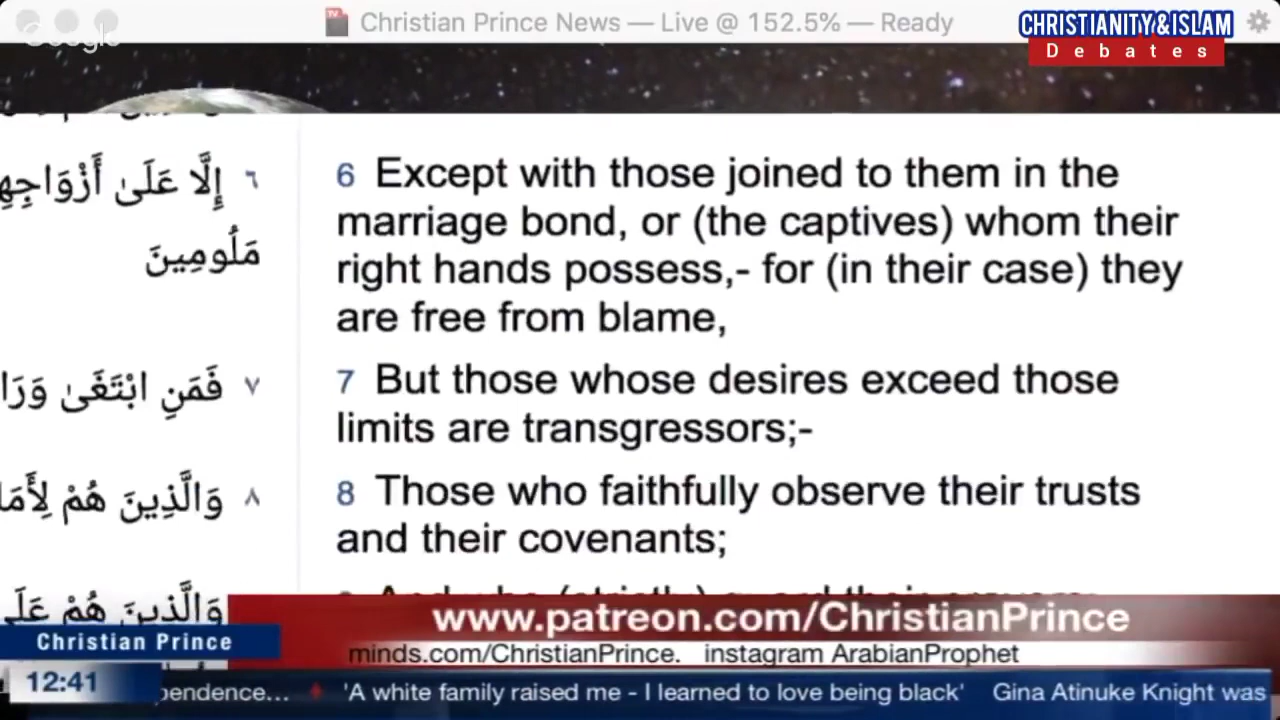 Christian Prince News — Live @ 152.5% — Ready
CHRISTIANITY & ISLAM
Debates
Google
٦ إِلَّا عَلَىٰ
مَلُومِينَ
٧ فَمَنِ ابْتَغَىٰ
٨ وَالَّذِينَ هُمْ
وَالَّذِينَ هُمْ
6 Except with those joined to them in the
marriage bond, or (the captives) whom their
right hands possess,- for (in their case) they
are free from blame,
7 But those whose desires exceed those
limits are transgressors;-
8 Those who faithfully observe their trusts
and their covenants;
www.patreon.com/ChristianPrince
Christian Prince
minds.com/ChristianPrince. instagram ArabianProphet
12:41
pendence... ♦ 'A white family raised me - I learned to love being black' Gina Atinuke Knight was